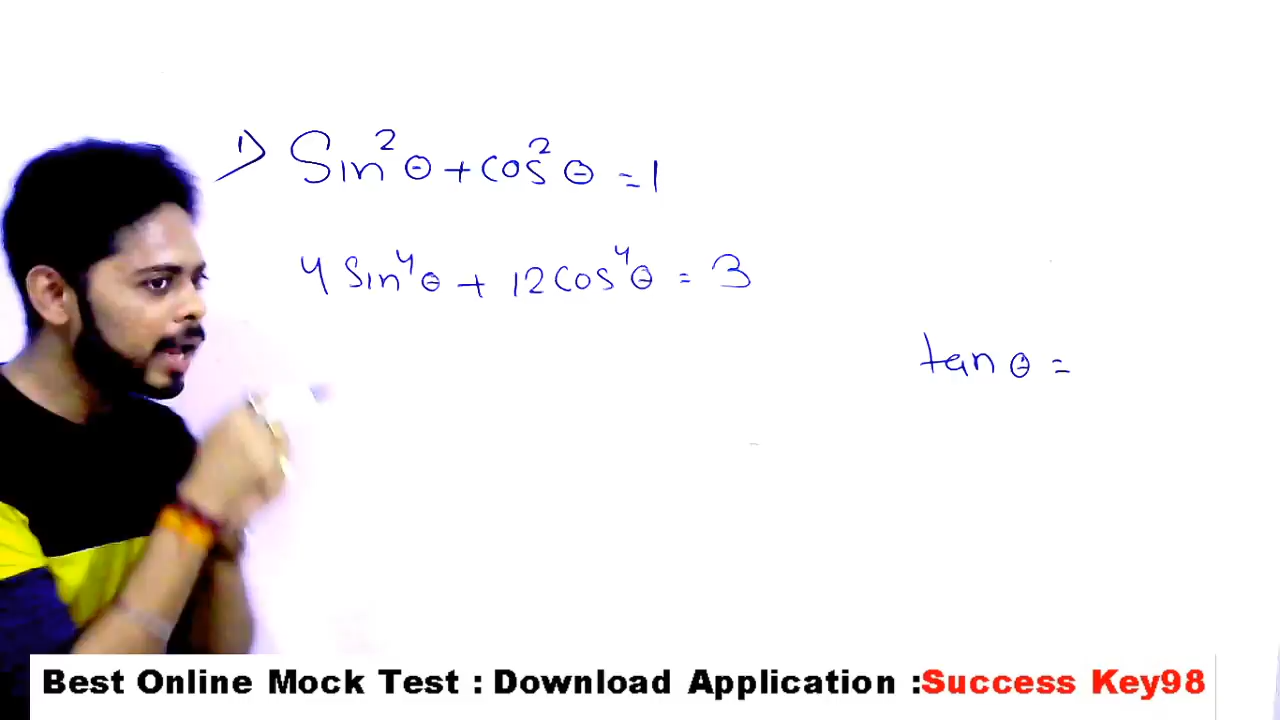 1) Sin²θ + cos²θ = 1
4 Sin⁴θ + 12 Cos⁴θ = 3
tan θ =
Best Online Mock Test : Download Application :Success Key98